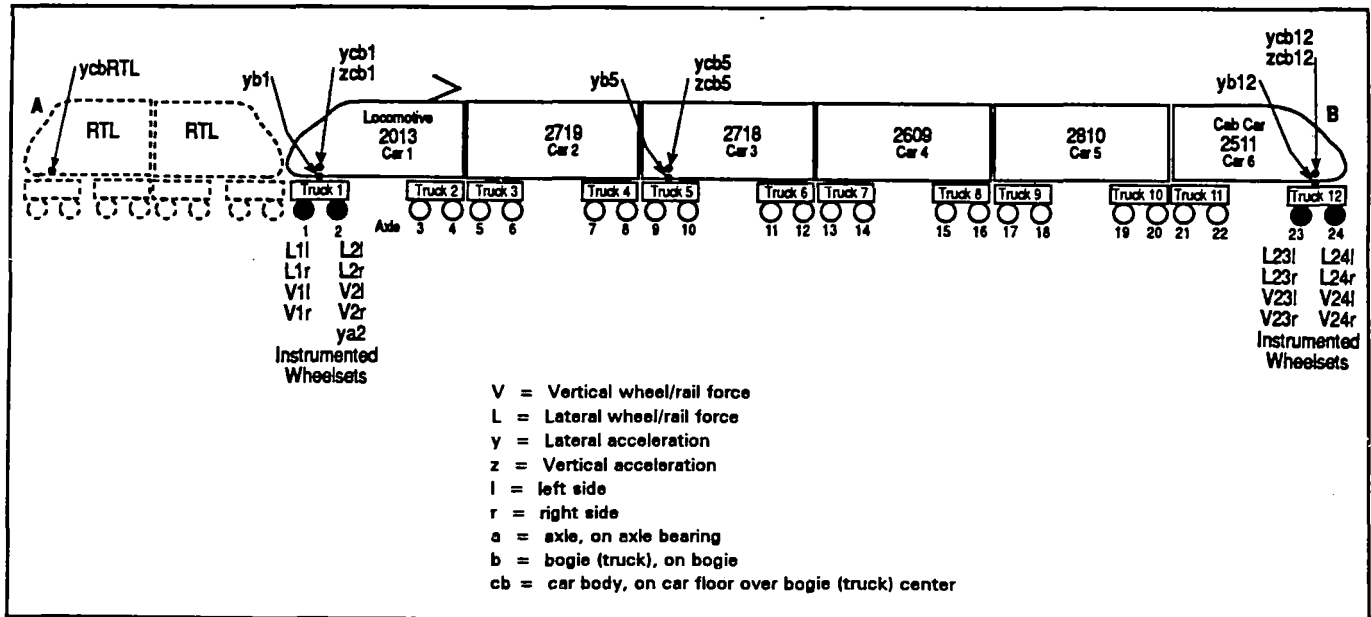 ycbRTL
A
RTL
RTL
yb1
ycb1
zcb1
Locomotive
2013
Car 1
2719
Car 2
yb5
ycb5
zcb5
2718
Car 3
2609
Car 4
2810
Car 5
Cab Car
2511
Car 6
yb12
ycb12
zcb12
B
Truck 1
Truck 2
Truck 3
Truck 4
Truck 5
Truck 6
Truck 7
Truck 8
Truck 9
Truck 10
Truck 11
Truck 12
1 2 Axle 3 4 5 6 7 8 9 10 11 12 13 14 15 16 17 18 19 20 21 22 23 24
L1l L2l
L1r L2r
V1l V2l
V1r V2r
ya2
Instrumented
Wheelsets
L23l L24l
L23r L24r
V23l V24l
V23r V24r
Instrumented
Wheelsets
V = Vertical wheel/rail force
L = Lateral wheel/rail force
y = Lateral acceleration
z = Vertical acceleration
l = left side
r = right side
a = axle, on axle bearing
b = bogie (truck), on bogie
cb = car body, on car floor over bogie (truck) center